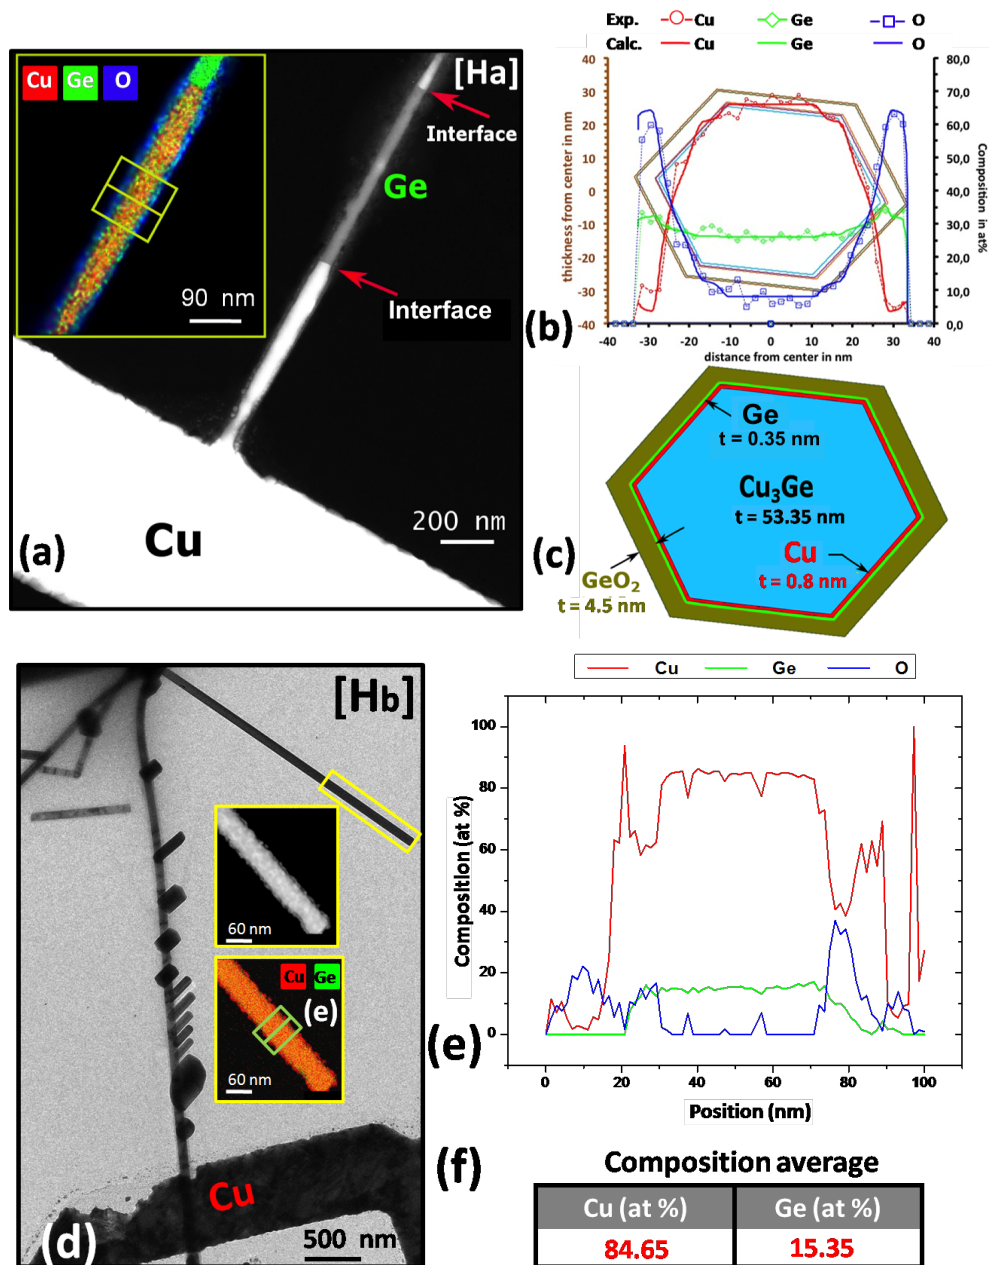 Cu Ge O
[Ha]
Interface
Ge
Interface
90 nm
200 nm
Cu
(a)
Exp. Cu Ge O
Calc. Cu Ge O
thickness from center in nm
40
30
20
10
0
-10
-20
-30
-40
80,0
70,0
60,0
50,0
40,0
30,0
20,0
10,0
0,0
Composition in at%
-40 -30 -20 -10 0 10 20 30 40
distance from center in nm
(b)
Ge
t = 0.35 nm
Cu₃Ge
t = 53.35 nm
Cu
t = 0.8 nm
GeO₂
t = 4.5 nm
(c)
[Hb]
60 nm
Cu Ge
(e)
60 nm
Cu
500 nm
(d)
Cu Ge O
Composition (at %)
100
80
60
40
20
0
0 20 40 60 80 100
Position (nm)
(e)
(f)
Composition average
Cu (at %) Ge (at %)
84.65 15.35